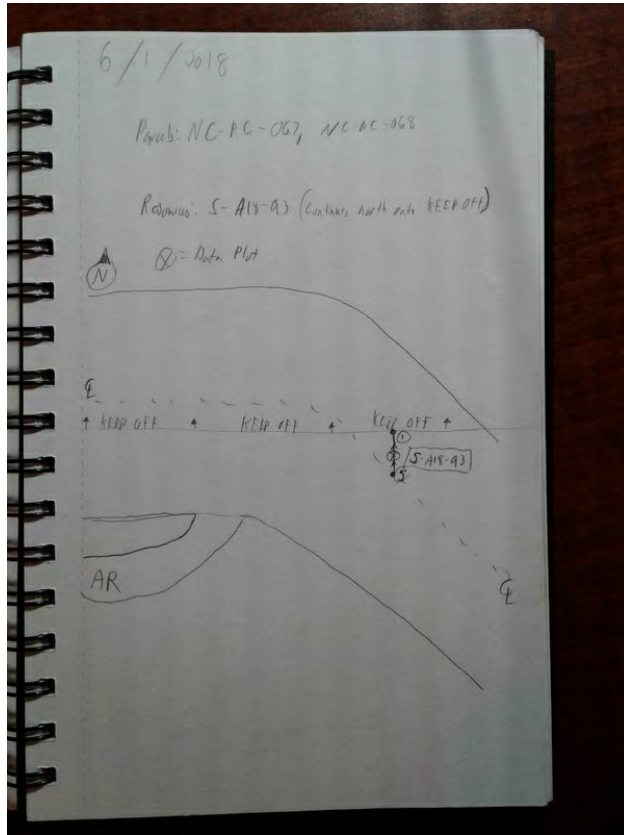 6/1/2018
Parcels: NC-RC-067, NC-RC-068
Resources: S-A18-93 (Continues north onto KEEP OFF)
N
= Data Plot
℄
KEEP OFF KEEP OFF KEEP OFF
1
S-A18-93
5
AR
℄